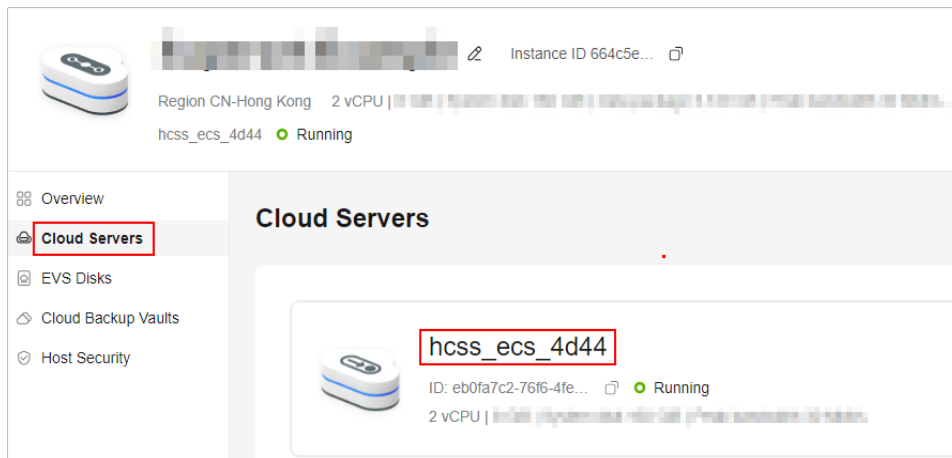 Instance ID 664c5e...
Region CN-Hong Kong 2 vCPU |
hcss_ecs_4d44 Running
Overview
Cloud Servers
EVS Disks
Cloud Backup Vaults
Host Security
Cloud Servers
hcss_ecs_4d44
ID: eb0fa7c2-76f6-4fe... Running
2 vCPU |